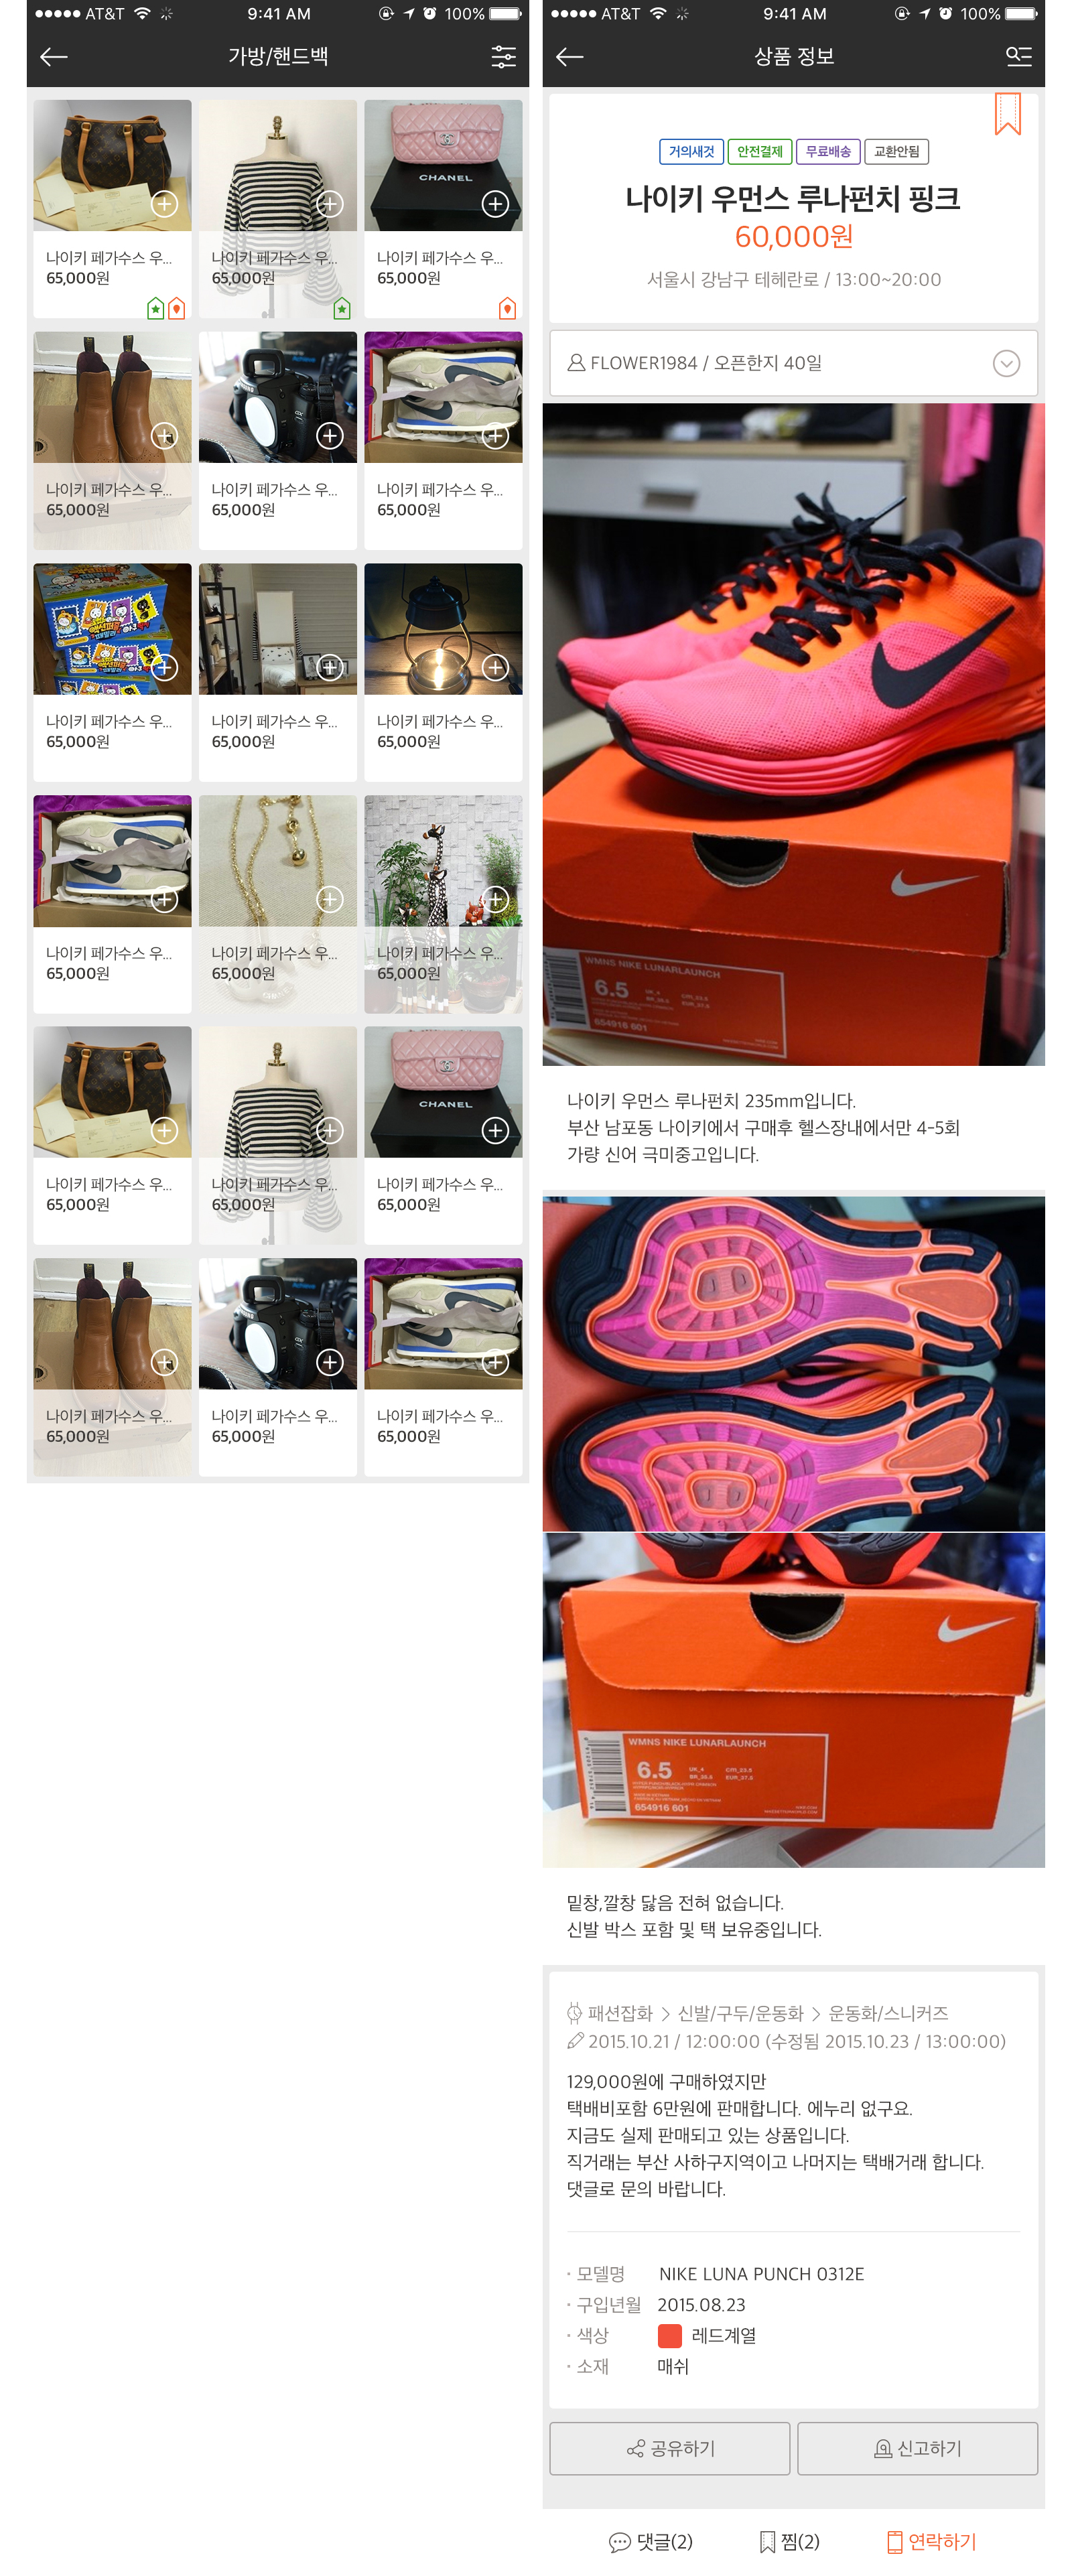 AT&T 9:41 AM 100%
가방/핸드백
CHANEL
나이키 페가수스 우...
65,000원
나이키 페가수스 우...
65,000원
나이키 페가수스 우...
65,000원
나이키 페가수스 우...
65,000원
나이키 페가수스 우...
65,000원
나이키 페가수스 우...
65,000원
나이키 페가수스 우...
65,000원
나이키 페가수스 우...
65,000원
나이키 페가수스 우...
65,000원
나이키 페가수스 우...
65,000원
나이키 페가수스 우...
65,000원
나이키 페가수스 우...
65,000원
CHANEL
나이키 페가수스 우...
65,000원
나이키 페가수스 우...
65,000원
나이키 페가수스 우...
65,000원
나이키 페가수스 우...
65,000원
나이키 페가수스 우...
65,000원
나이키 페가수스 우...
65,000원
AT&T 9:41 AM 100%
상품 정보
거의새것 안전결제 무료배송 교환안됨
나이키 우먼스 루나펀치 핑크
60,000원
서울시 강남구 테헤란로 / 13:00~20:00
FLOWER1984 / 오픈한지 40일
WMNS NIKE LUNARLAUNCH
6.5
654916 601
나이키 우먼스 루나펀치 235mm입니다.
부산 남포동 나이키에서 구매후 헬스장내에서만 4-5회
가량 신어 극미중고입니다.
WMNS NIKE LUNARLAUNCH
6.5
654916 601
밑창,깔창 닳음 전혀 없습니다.
신발 박스 포함 및 택 보유중입니다.
패션잡화 > 신발/구두/운동화 > 운동화/스니커즈
2015.10.21 / 12:00:00 (수정됨 2015.10.23 / 13:00:00)
129,000원에 구매하였지만
택배비포함 6만원에 판매합니다. 에누리 없구요.
지금도 실제 판매되고 있는 상품입니다.
직거래는 부산 사하구지역이고 나머지는 택배거래 합니다.
댓글로 문의 바랍니다.
· 모델명 NIKE LUNA PUNCH 0312E
· 구입년월 2015.08.23
· 색상 레드계열
· 소재 매쉬
공유하기 신고하기
댓글(2) 찜(2) 연락하기